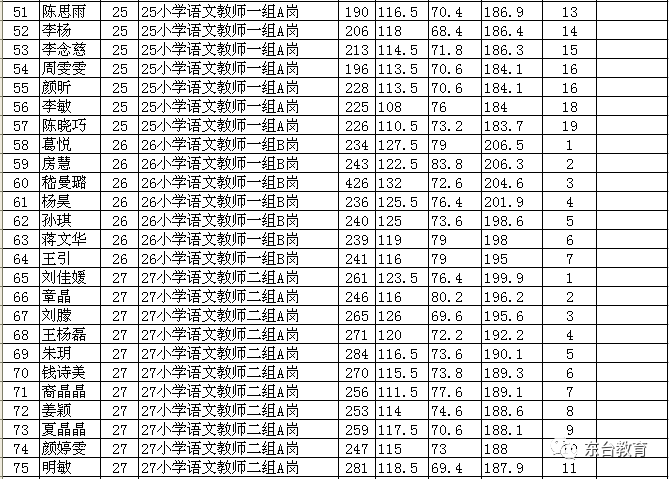 51 陈思雨 25 25小学语文教师一组A岗 190 116.5 70.4 186.9 13
52 李杨 25 25小学语文教师一组A岗 206 118 68.4 186.4 14
53 李念慈 25 25小学语文教师一组A岗 213 114.5 71.8 186.3 15
54 周雯雯 25 25小学语文教师一组A岗 196 113.5 70.6 184.1 16
55 颜昕 25 25小学语文教师一组A岗 228 113.5 70.6 184.1 16
56 李敏 25 25小学语文教师一组A岗 225 108 76 184 18
57 陈晓巧 25 25小学语文教师一组A岗 226 110.5 73.2 183.7 19
58 葛悦 26 26小学语文教师一组B岗 234 127.5 79 206.5 1
59 房慧 26 26小学语文教师一组B岗 243 122.5 83.8 206.3 2
60 嵇曼璐 26 26小学语文教师一组B岗 426 132 72.6 204.6 3
61 杨昊 26 26小学语文教师一组B岗 236 125.5 76.4 201.9 4
62 孙琪 26 26小学语文教师一组B岗 240 125 73.6 198.6 5
63 蒋文华 26 26小学语文教师一组B岗 239 119 79 198 6
64 王引 26 26小学语文教师一组B岗 241 116 79 195 7
65 刘佳媛 27 27小学语文教师二组A岗 261 123.5 76.4 199.9 1
66 章晶 27 27小学语文教师二组A岗 246 116 80.2 196.2 2
67 刘朦 27 27小学语文教师二组A岗 265 126 69.6 195.6 3
68 王杨磊 27 27小学语文教师二组A岗 271 120 72.2 192.2 4
69 朱玥 27 27小学语文教师二组A岗 284 116.5 73.6 190.1 5
70 钱诗美 27 27小学语文教师二组A岗 270 115.5 73.8 189.3 6
71 裔晶晶 27 27小学语文教师二组A岗 256 111.5 77.6 189.1 7
72 姜颖 27 27小学语文教师二组A岗 253 114 74.6 188.6 8
73 夏晶晶 27 27小学语文教师二组A岗 259 117.5 70.6 188.1 9
74 颜婷雯 27 27小学语文教师二组A岗 247 115 73 188
东台教育
75 明敏 27 27小学语文教师二组A岗 281 118.5 69.4 187.9 11